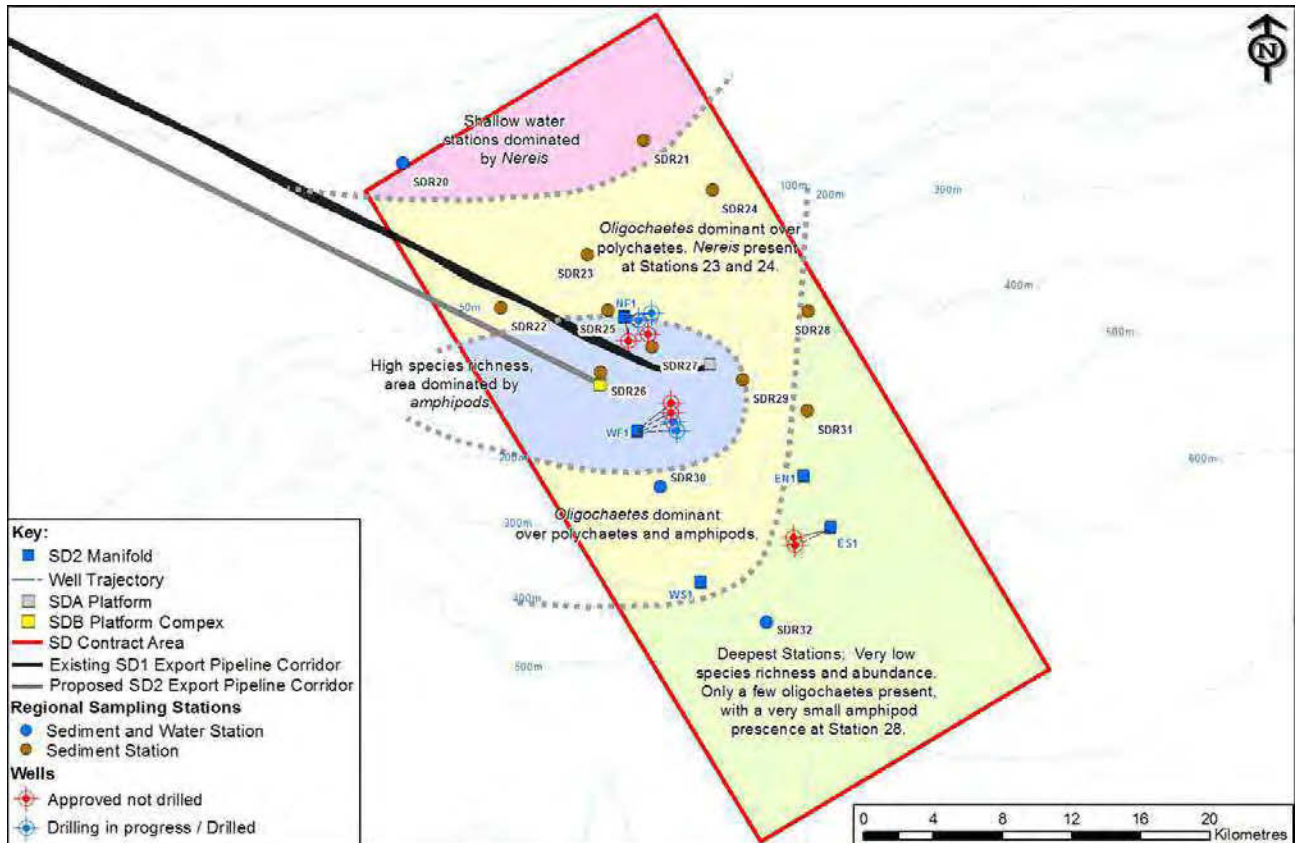 N
Shallow water
stations dominated
by Nereis
SDR20
SDR21
SDR24
100m
200m
300m
Oligochaetes dominant over
polychaetes. Nereis present
at Stations 23 and 24.
SDR23
400m
50m
NF1
SDR22
SDR25
SDR28
500m
High species richness,
area dominated by
amphipods.
SDR27
SDR26
SDR29
SDR31
WF1
200m
600m
SDR30
EN1
Oligochaetes dominant
over polychaetes and amphipods.
300m
ES1
WS1
400m
SDR32
500m
Deepest Stations; Very low
species richness and abundance.
Only a few oligochaetes present,
with a very small amphipod
prescence at Station 28.
Key:
SD2 Manifold
Well Trajectory
SDA Platform
SDB Platform Compex
SD Contract Area
Existing SD1 Export Pipeline Corridor
Proposed SD2 Export Pipeline Corridor
Regional Sampling Stations
Sediment and Water Station
Sediment Station
Wells
Approved not drilled
Drilling in progress / Drilled
0 4 8 12 16 20
Kilometres